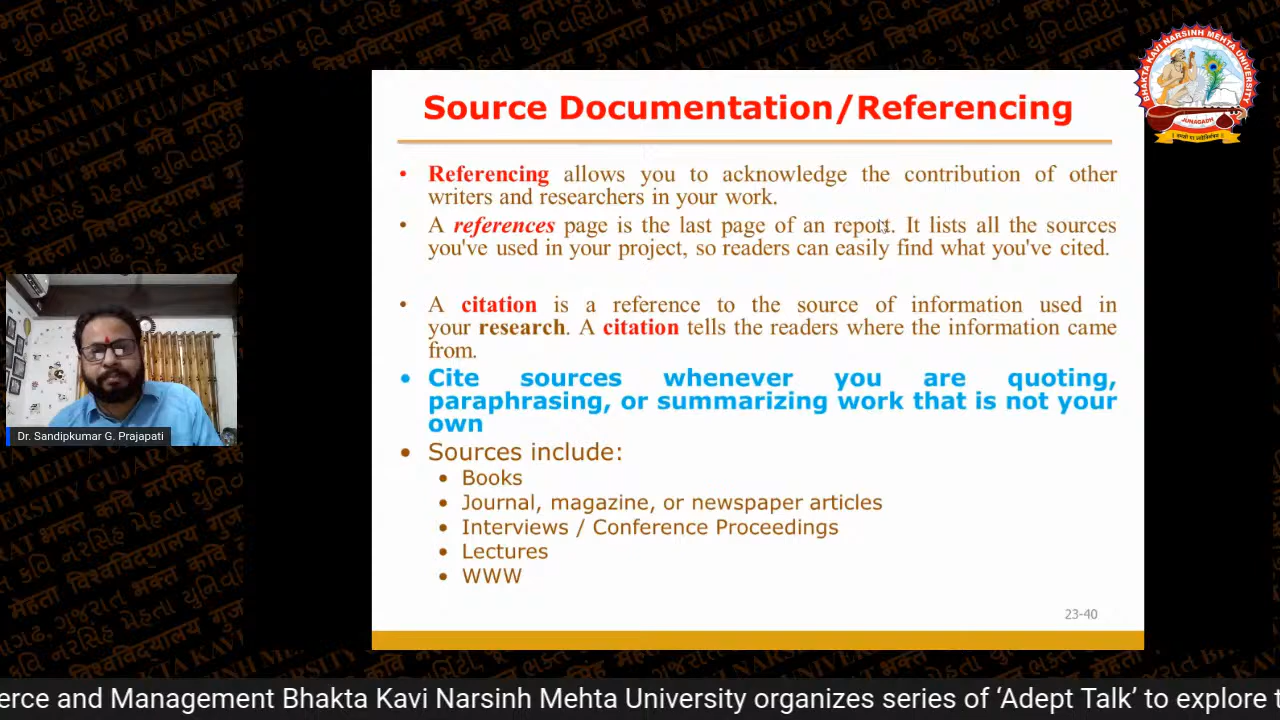 Source Documentation/Referencing
• Referencing allows you to acknowledge the contribution of other
writers and researchers in your work.
• A references page is the last page of an report. It lists all the sources
you've used in your project, so readers can easily find what you've cited.
• A citation is a reference to the source of information used in
your research. A citation tells the readers where the information came
from.
• Cite sources whenever you are quoting,
paraphrasing, or summarizing work that is not your
own
• Sources include:
• Books
• Journal, magazine, or newspaper articles
• Interviews / Conference Proceedings
• Lectures
• WWW
23-40
Dr. Sandipkumar G. Prajapati
BHAKTA KAVI NARSINH MEHTA UNIVERSITY
JUNAGADH
erce and Management Bhakta Kavi Narsinh Mehta University organizes series of ‘Adept Talk’ to explore t